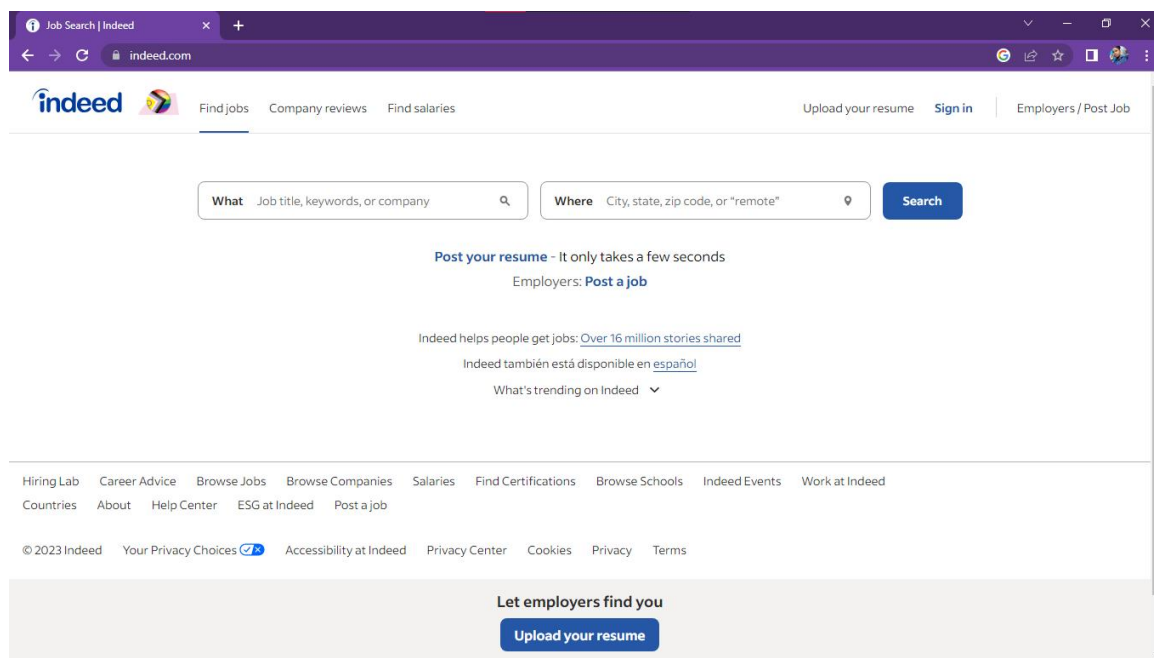 Job Search | Indeed
indeed.com
indeed Find jobs Company reviews Find salaries Upload your resume Sign in Employers / Post Job
What Job title, keywords, or company Where City, state, zip code, or "remote" Search
Post your resume - It only takes a few seconds
Employers: Post a job
Indeed helps people get jobs: Over 16 million stories shared
Indeed también está disponible en español
What's trending on Indeed
Hiring Lab Career Advice Browse Jobs Browse Companies Salaries Find Certifications Browse Schools Indeed Events Work at Indeed
Countries About Help Center ESG at Indeed Post a job
© 2023 Indeed Your Privacy Choices Accessibility at Indeed Privacy Center Cookies Privacy Terms
Let employers find you
Upload your resume